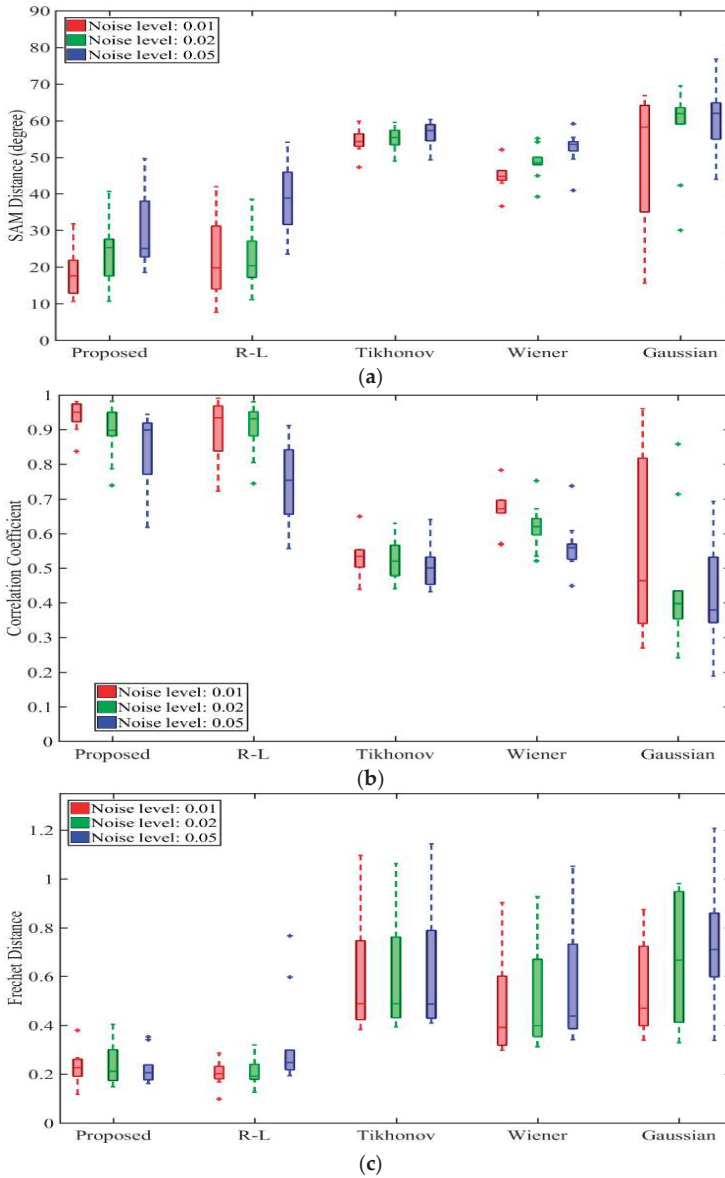 90
80
70
60
50
40
30
20
10
0
SAM Distance (degree)
Noise level: 0.01
Noise level: 0.02
Noise level: 0.05
Proposed R-L Tikhonov Wiener Gaussian
(a)
1
0.9
0.8
0.7
0.6
0.5
0.4
0.3
0.2
0.1
0
Correlation Coefficient
Noise level: 0.01
Noise level: 0.02
Noise level: 0.05
Proposed R-L Tikhonov Wiener Gaussian
(b)
1.2
1
0.8
0.6
0.4
0.2
0
Frechet Distance
Noise level: 0.01
Noise level: 0.02
Noise level: 0.05
Proposed R-L Tikhonov Wiener Gaussian
(c)